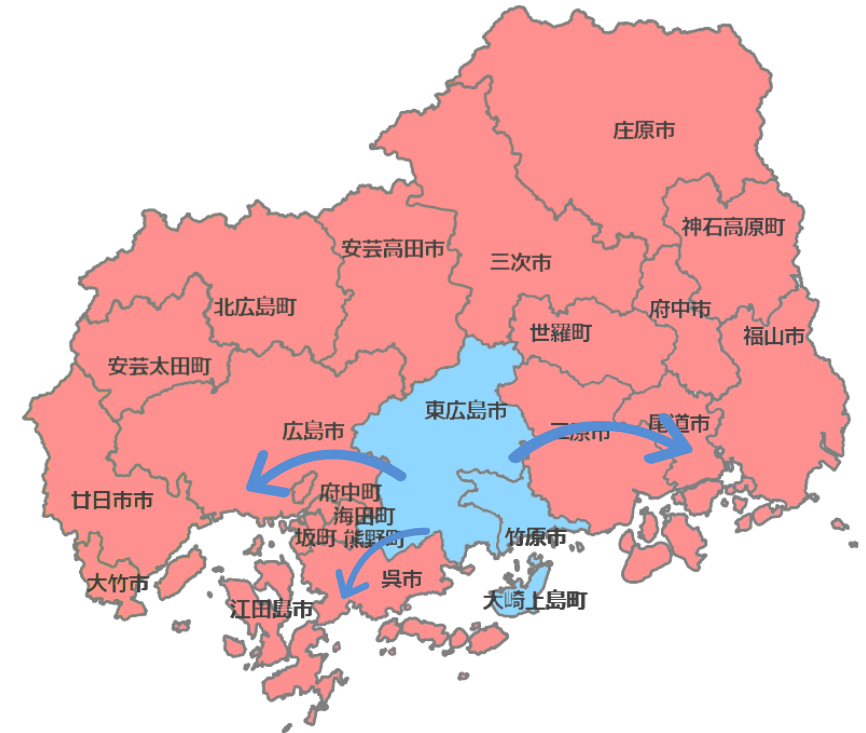 庄原市
神石高原町
安芸高田市
三次市
北広島町
府中市
世羅町
福山市
安芸太田町
東広島市
尾道市
広島市
三原市
府中町
廿日市市
海田町
坂町
熊野町
竹原市
呉市
大竹市
大崎上島町
江田島市